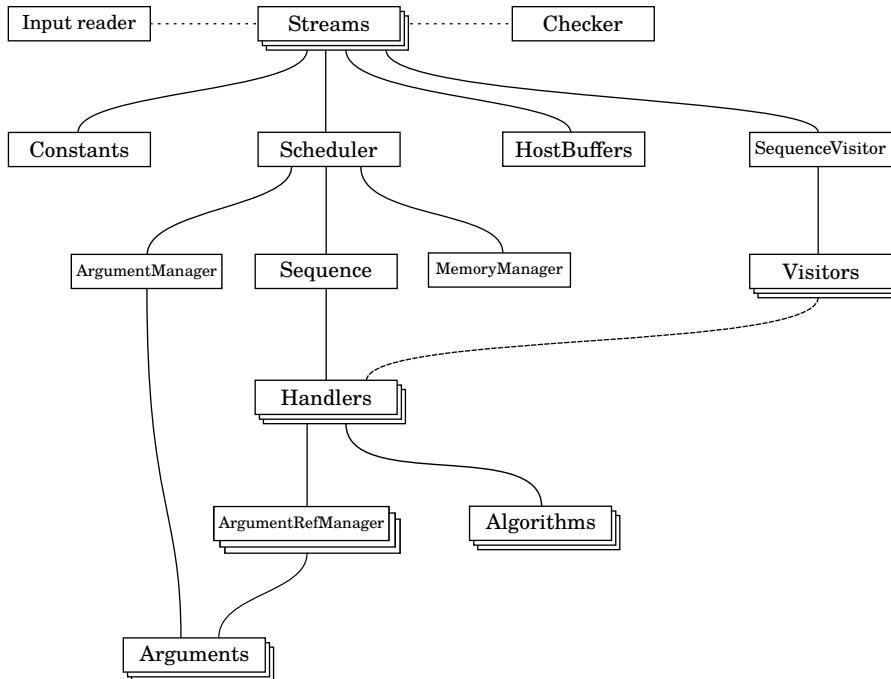 Input reader
Streams
Checker
Constants
Scheduler
HostBuffers
SequenceVisitor
ArgumentManager
Sequence
MemoryManager
Visitors
Handlers
ArgumentRefManager
Algorithms
Arguments